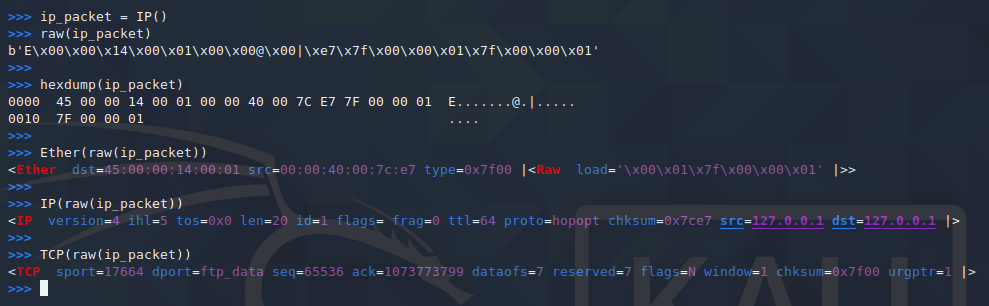 >>> ip_packet = IP()
>>> raw(ip_packet)
b'E\x00\x00\x14\x00\x01\x00\x00@\x00|\xe7\x7f\x00\x00\x01\x7f\x00\x00\x01'
>>>
>>> hexdump(ip_packet)
0000  45 00 00 14 00 01 00 00 40 00 7C E7 7F 00 00 01  E.......@.|.....
0010  7F 00 00 01                                      ....
>>>
>>> Ether(raw(ip_packet))
<Ether  dst=45:00:00:14:00:01 src=00:00:40:00:7c:e7 type=0x7f00 |<Raw  load='\x00\x01\x7f\x00\x00\x01' |>>
>>>
>>> IP(raw(ip_packet))
<IP  version=4 ihl=5 tos=0x0 len=20 id=1 flags= frag=0 ttl=64 proto=hopopt chksum=0x7ce7 src=127.0.0.1 dst=127.0.0.1 |>
>>>
>>> TCP(raw(ip_packet))
<TCP  sport=17664 dport=ftp_data seq=65536 ack=1073773799 dataofs=7 reserved=7 flags=N window=1 chksum=0x7f00 urgptr=1 |>
>>>
KALI